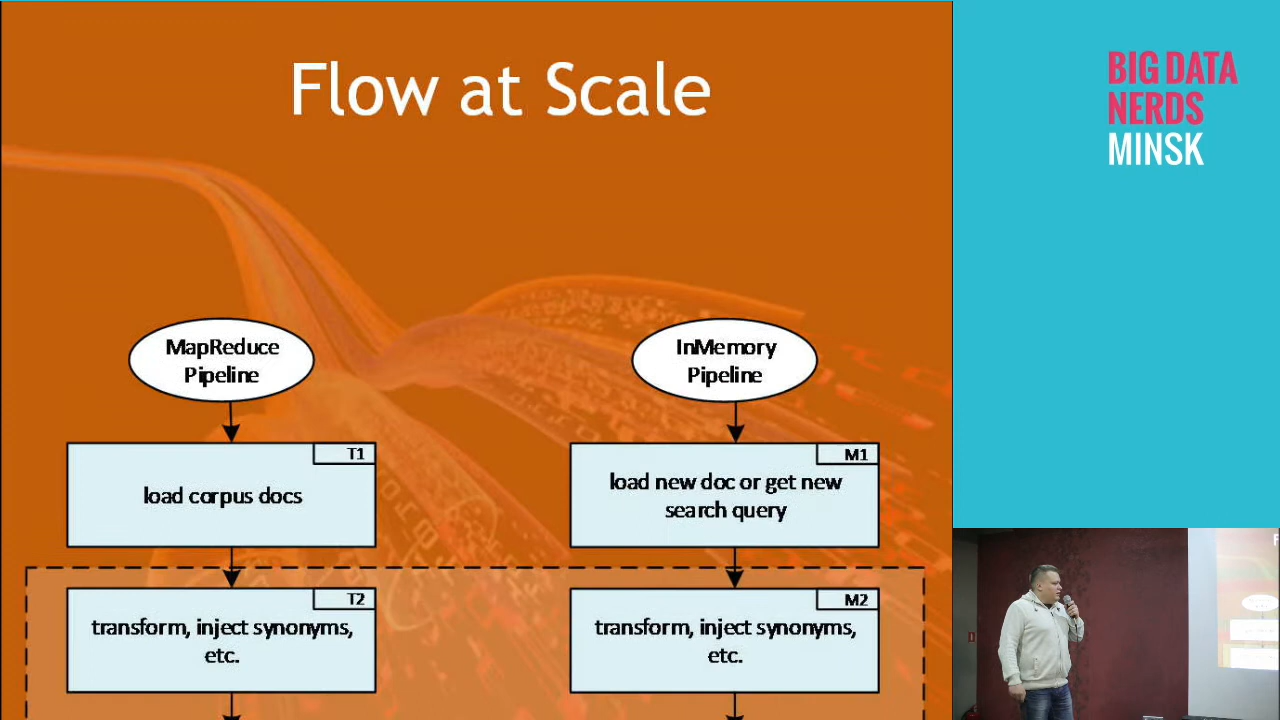 Flow at Scale
BIG DATA
NERDS
MINSK
MapReduce
Pipeline
InMemory
Pipeline
T1
load corpus docs
M1
load new doc or get new
search query
T2
transform, inject synonyms,
etc.
M2
transform, inject synonyms,
etc.